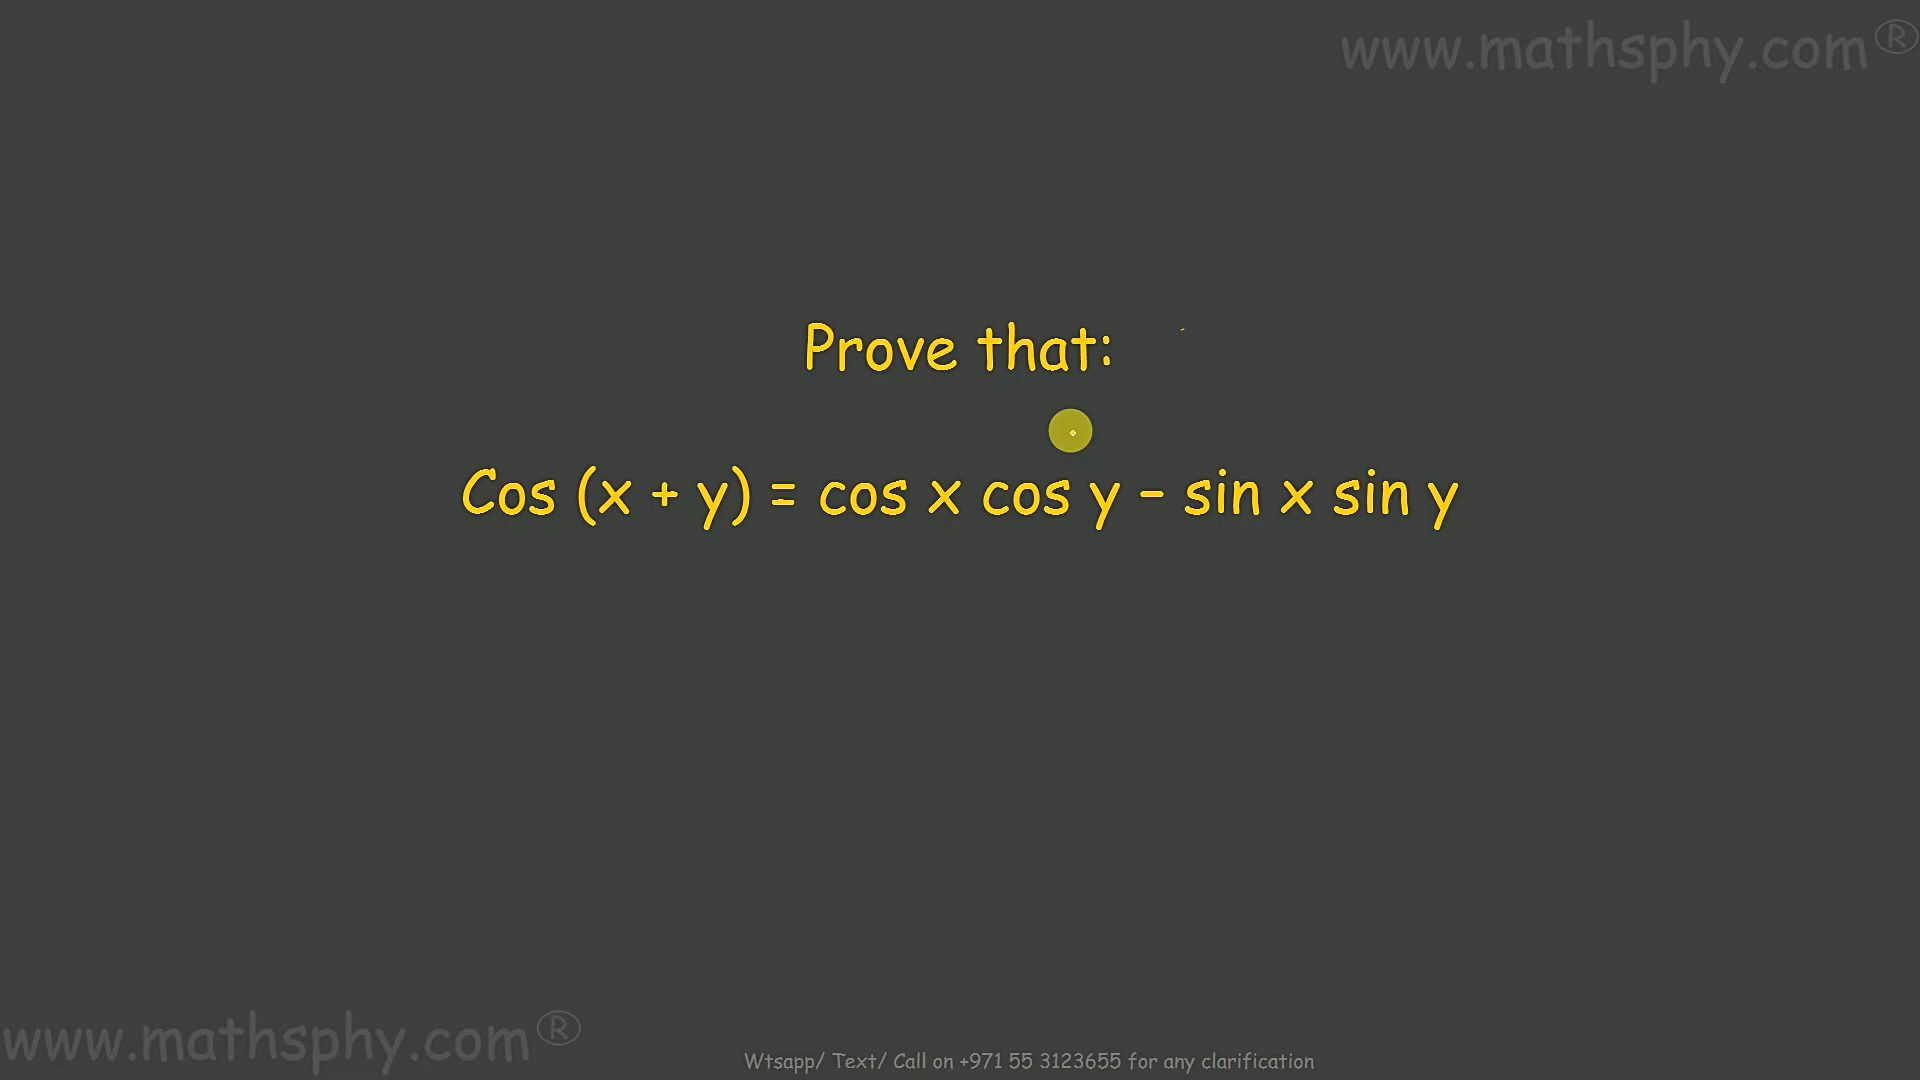 www.mathsphy.com®
Prove that:
Cos (x + y) = cos x cos y – sin x sin y
www.mathsphy.com®
Wtsapp/ Text/ Call on +971 55 3123655 for any clarification